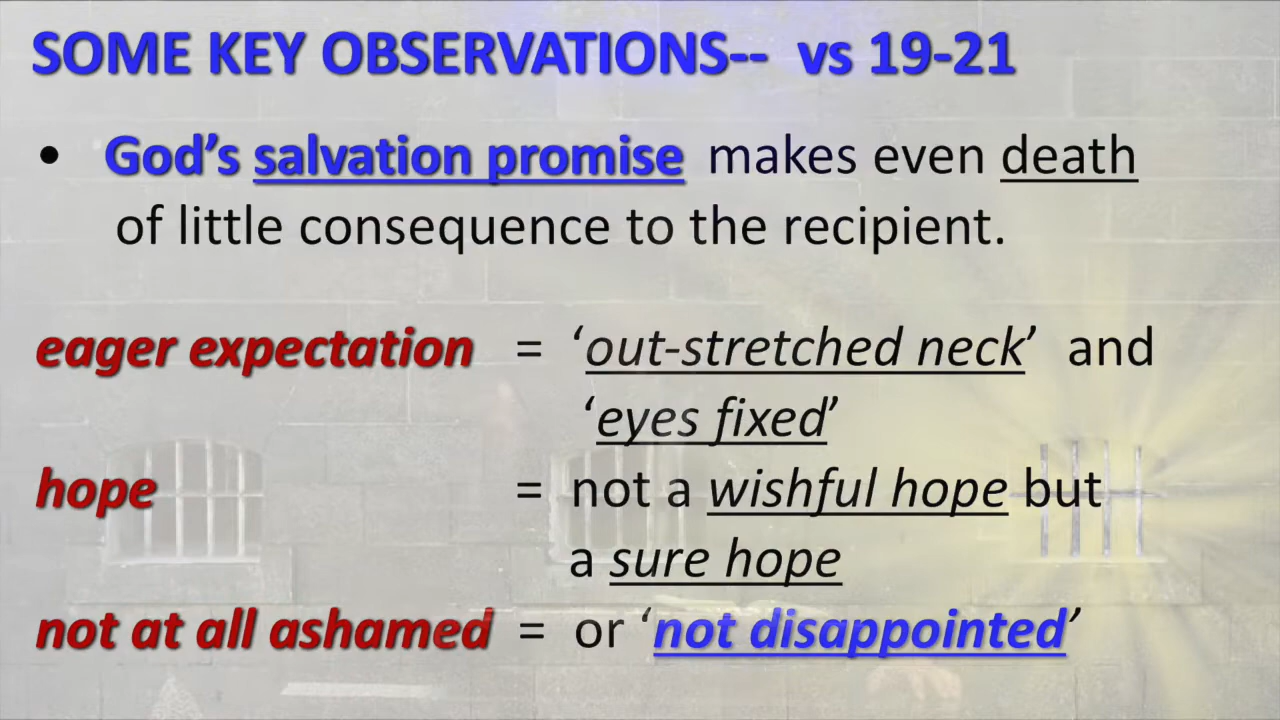 SOME KEY OBSERVATIONS-- vs 19-21
• God’s salvation promise makes even death
of little consequence to the recipient.
eager expectation = ‘out-stretched neck’ and
‘eyes fixed’
hope = not a wishful hope but
a sure hope
not at all ashamed = or ‘not disappointed’